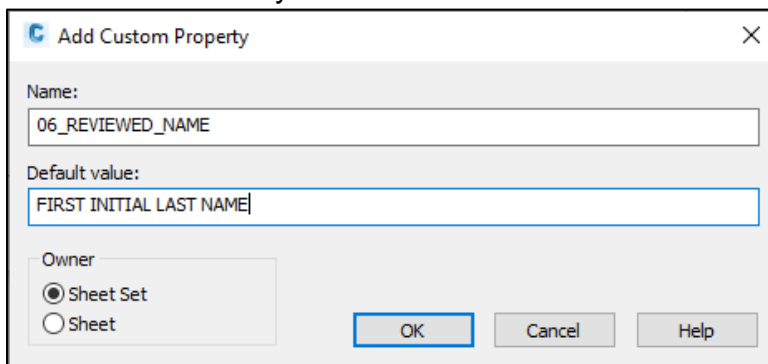 Add Custom Property
Name:
06_REVIEWED_NAME
Default value:
FIRST INITIAL LAST NAME
Owner
Sheet Set
Sheet
OK Cancel Help